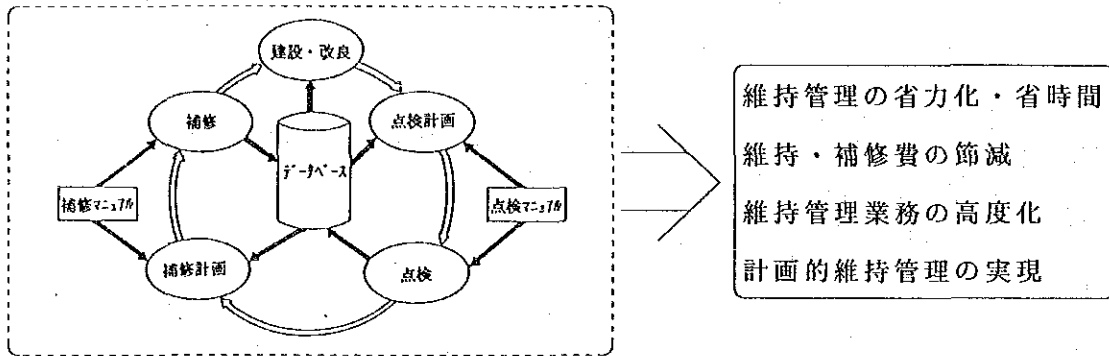 建設・改良
補修
点検計画
データベース
補修マニュアル
点検マニュアル
補修計画
点検
維持管理の省力化・省時間
維持・補修費の節減
維持管理業務の高度化
計画的維持管理の実現